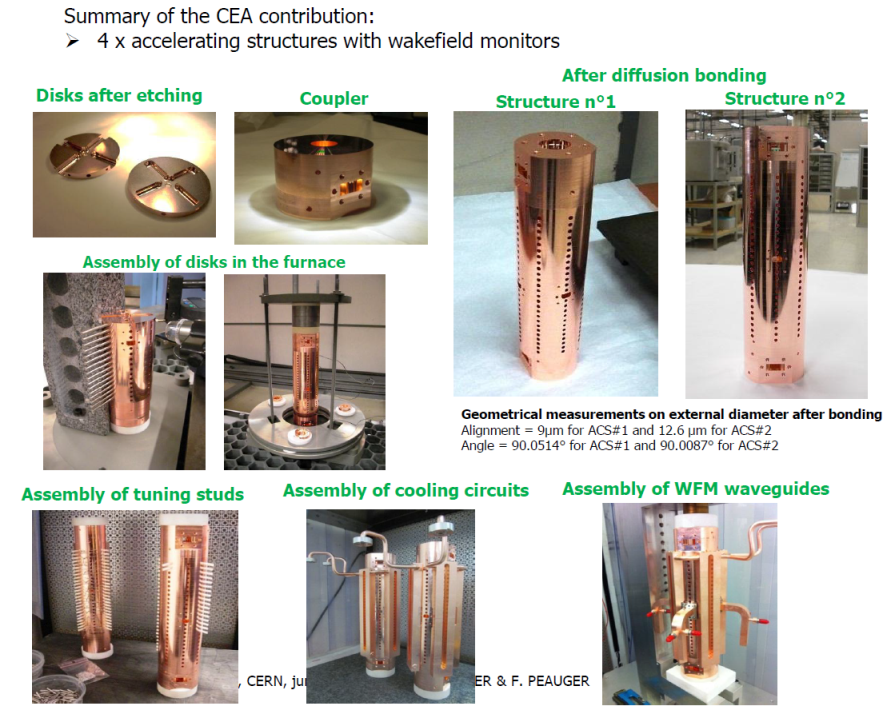 Summary of the CEA contribution:
➢ 4 x accelerating structures with wakefield monitors
After diffusion bonding
Disks after etching
Coupler
Structure n°1
Structure n°2
Assembly of disks in the furnace
Geometrical measurements on external diameter after bonding
Alignment = 9µm for ACS#1 and 12.6 µm for ACS#2
Angle = 90.0514° for ACS#1 and 90.0087° for ACS#2
Assembly of tuning studs
Assembly of cooling circuits
Assembly of WFM waveguides
, CERN, ER & F. PEAUGER